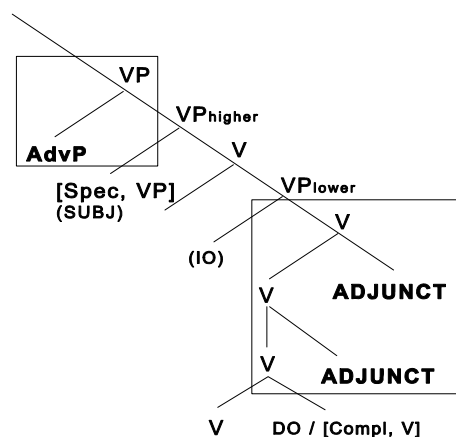 VP
AdvP
VPhigher
[Spec, VP]
(SUBJ)
V
VPlower
(IO)
V
ADJUNCT
V
V
ADJUNCT
V
DO / [Compl, V]